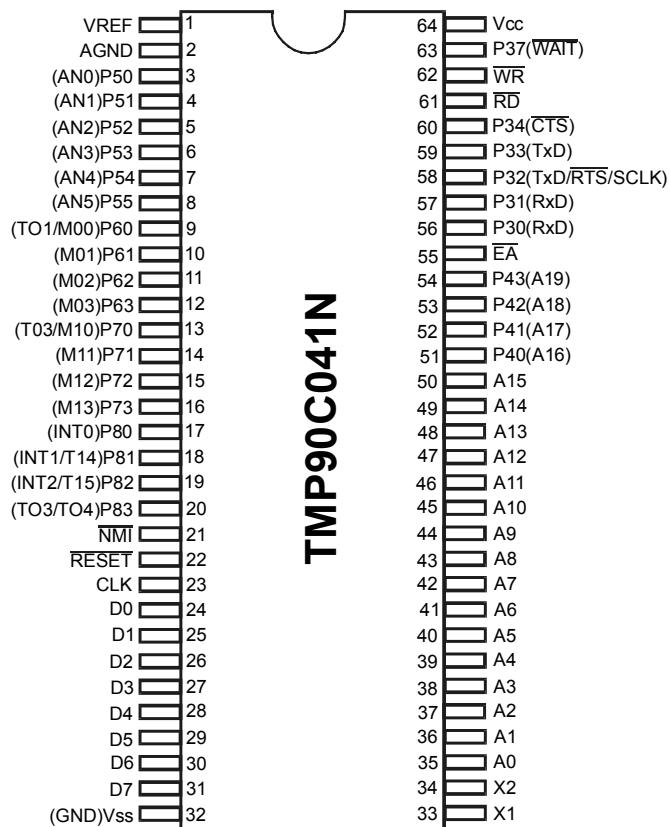 VREF 1 64 Vcc
AGND 2 63 P37(WAIT)
(AN0)P50 3 62 WR
(AN1)P51 4 61 RD
(AN2)P52 5 60 P34(CTS)
(AN3)P53 6 59 P33(TxD)
(AN4)P54 7 58 P32(TxD/RTS/SCLK)
(AN5)P55 8 57 P31(RxD)
(TO1/M00)P60 9 56 P30(RxD)
(M01)P61 10 55 EA
(M02)P62 11 54 P43(A19)
(M03)P63 12 53 P42(A18)
(T03/M10)P70 13 52 P41(A17)
(M11)P71 14 51 P40(A16)
(M12)P72 15 50 A15
(M13)P73 16 49 A14
(INT0)P80 17 48 A13
(INT1/T14)P81 18 47 A12
(INT2/T15)P82 19 46 A11
(TO3/TO4)P83 20 45 A10
NMI 21 44 A9
RESET 22 43 A8
CLK 23 42 A7
D0 24 41 A6
D1 25 40 A5
D2 26 39 A4
D3 27 38 A3
D4 28 37 A2
D5 29 36 A1
D6 30 35 A0
D7 31 34 X2
(GND)Vss 32 33 X1
TMP90C041N